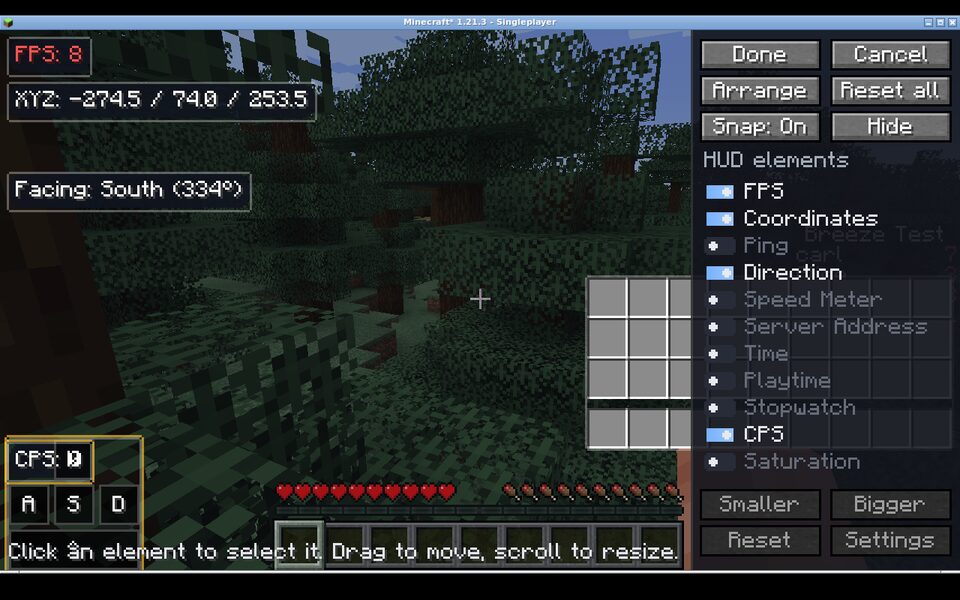 Minecraft* 1.21.3 - Singleplayer
FPS: 8
XYZ: -274.5 / 74.0 / 253.5
Facing: South (334°)
CPS: 0
A S D
Click an element to select it. Drag to move, scroll to resize.
Done Cancel
Arrange Reset all
Snap: On Hide
HUD elements
FPS
Coordinates
Ping
Breeze Test
carl
Direction
Speed Meter
Server Address
Time
Playtime
Stopwatch
CPS
Saturation
Smaller Bigger
Reset Settings